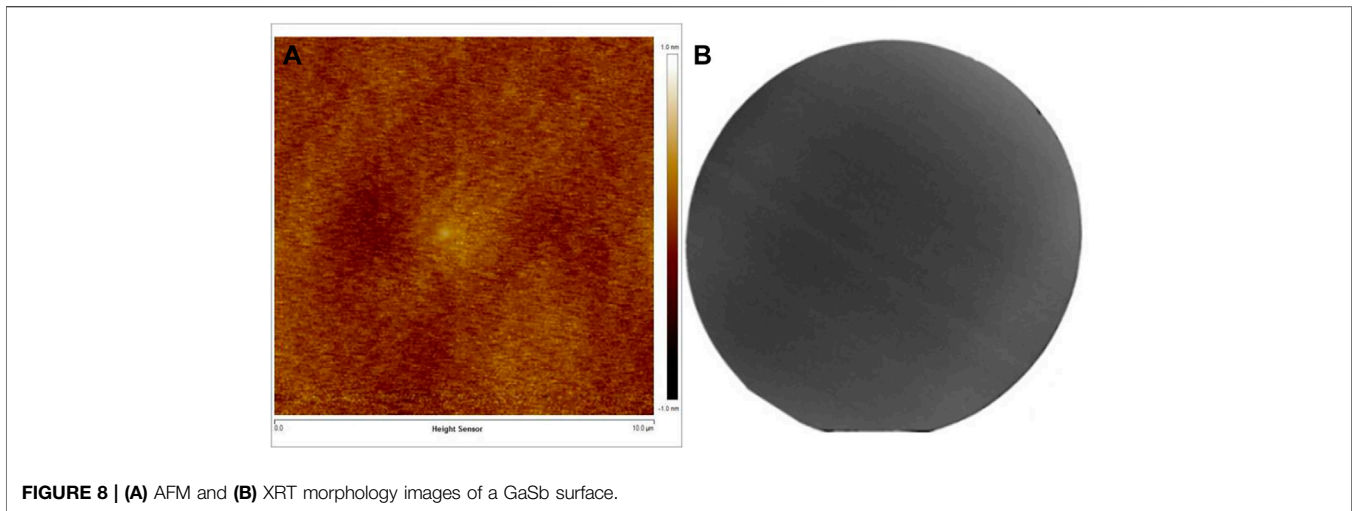 A
1.0 nm
B
-1.0 nm
0.0
Height Sensor
10.0 µm
FIGURE 8 | (A) AFM and (B) XRT morphology images of a GaSb surface.